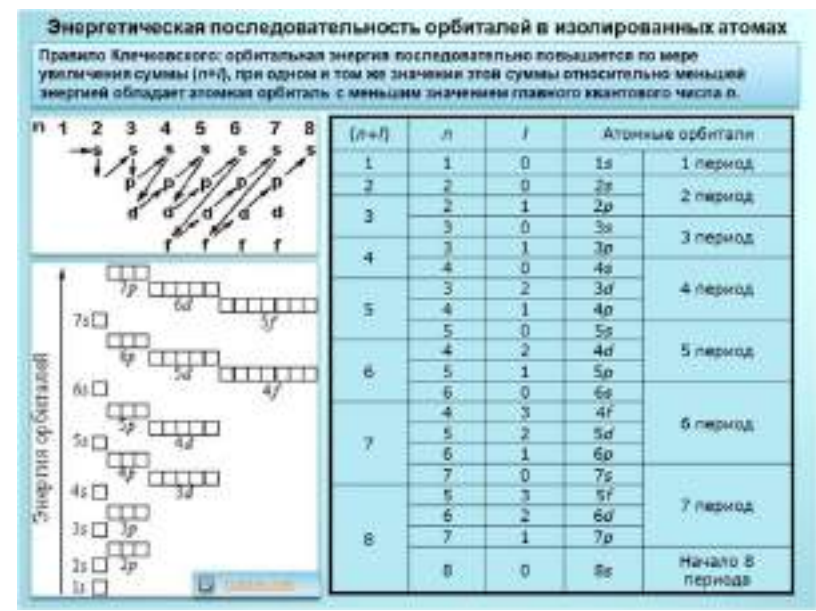 Энергетическая последовательность орбиталей в изолированных атомах
Правило Клечковского: орбитальная энергия последовательно повышается по мере
увеличения суммы (n+l), при одном и том же значении этой суммы относительно меньшей
энергией обладает атомная орбиталь с меньшим значением главного квантового числа n.
n 1 2 3 4 5 6 7 8
s s s s s s s
p p p p p
d d d d d
f f f f
Энергия орбиталей
7p
6d
5f
7s
6p
5d
4f
6s
5p
4d
5s
4p
3d
4s
3p
3s
2p
2s
1s
(n+l) n l Атомные орбитали
1 1 0 1s 1 период
2 2 0 2s 2 период
3 2 1 2p
3 0 3s 3 период
4 3 1 3p
4 0 4s 4 период
5 3 2 3d
4 1 4p
5 0 5s 5 период
6 4 2 4d
5 1 5p
6 0 6s 6 период
7 4 3 4f
5 2 5d
6 1 6p
7 0 7s 7 период
8 5 3 5f
6 2 6d
7 1 7p
8 0 8s Начало 8
периода